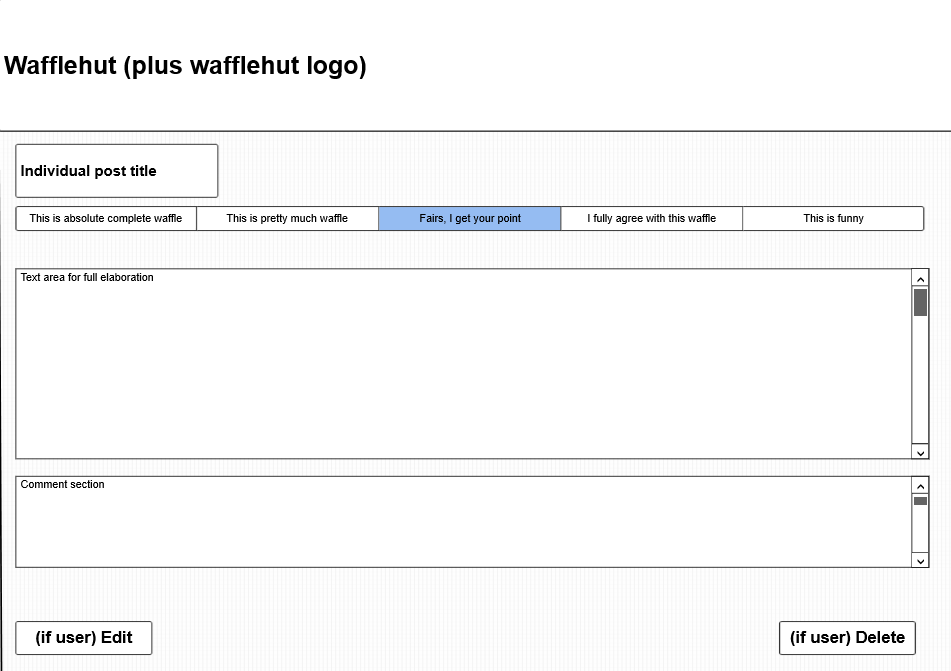 Wafflehut (plus wafflehut logo)
Individual post title
This is absolute complete waffle
This is pretty much waffle
Fairs, I get your point
I fully agree with this waffle
This is funny
Text area for full elaboration
Comment section
(if user) Edit
(if user) Delete